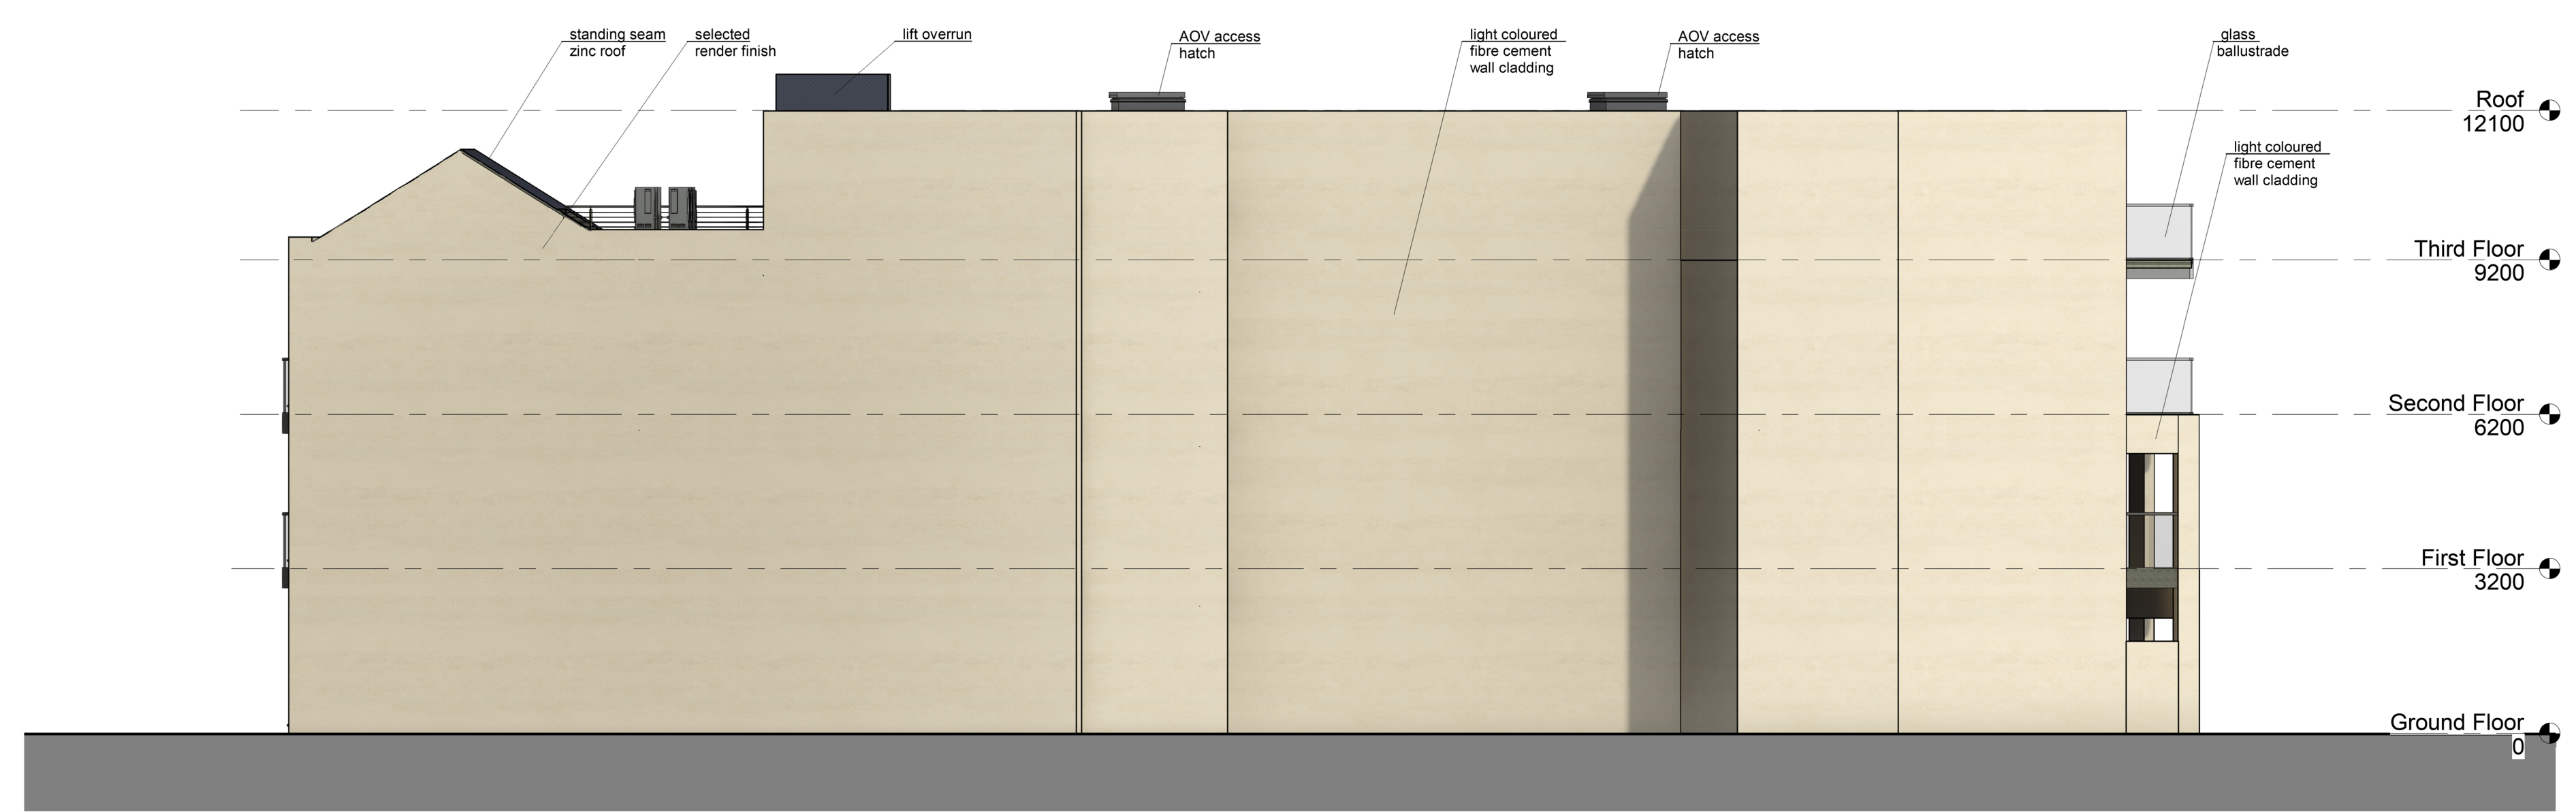 standing seam
zinc roof
selected
render finish
lift overrun
AOV access
hatch
light coloured
fibre cement
wall cladding
AOV access
hatch
glass
ballustrade
Roof
12100
light coloured
fibre cement
wall cladding
Third Floor
9200
Second Floor
6200
First Floor
3200
Ground Floor
0